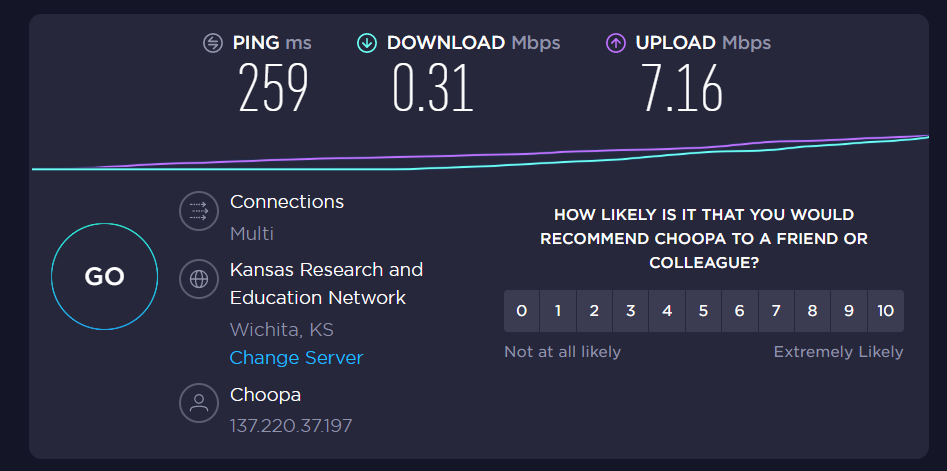 PING ms
259
DOWNLOAD Mbps
0.31
UPLOAD Mbps
7.16
GO
Connections
Multi
Kansas Research and
Education Network
Wichita, KS
Change Server
Choopa
137.220.37.197
HOW LIKELY IS IT THAT YOU WOULD
RECOMMEND CHOOPA TO A FRIEND OR
COLLEAGUE?
0 1 2 3 4 5 6 7 8 9 10
Not at all likely Extremely Likely